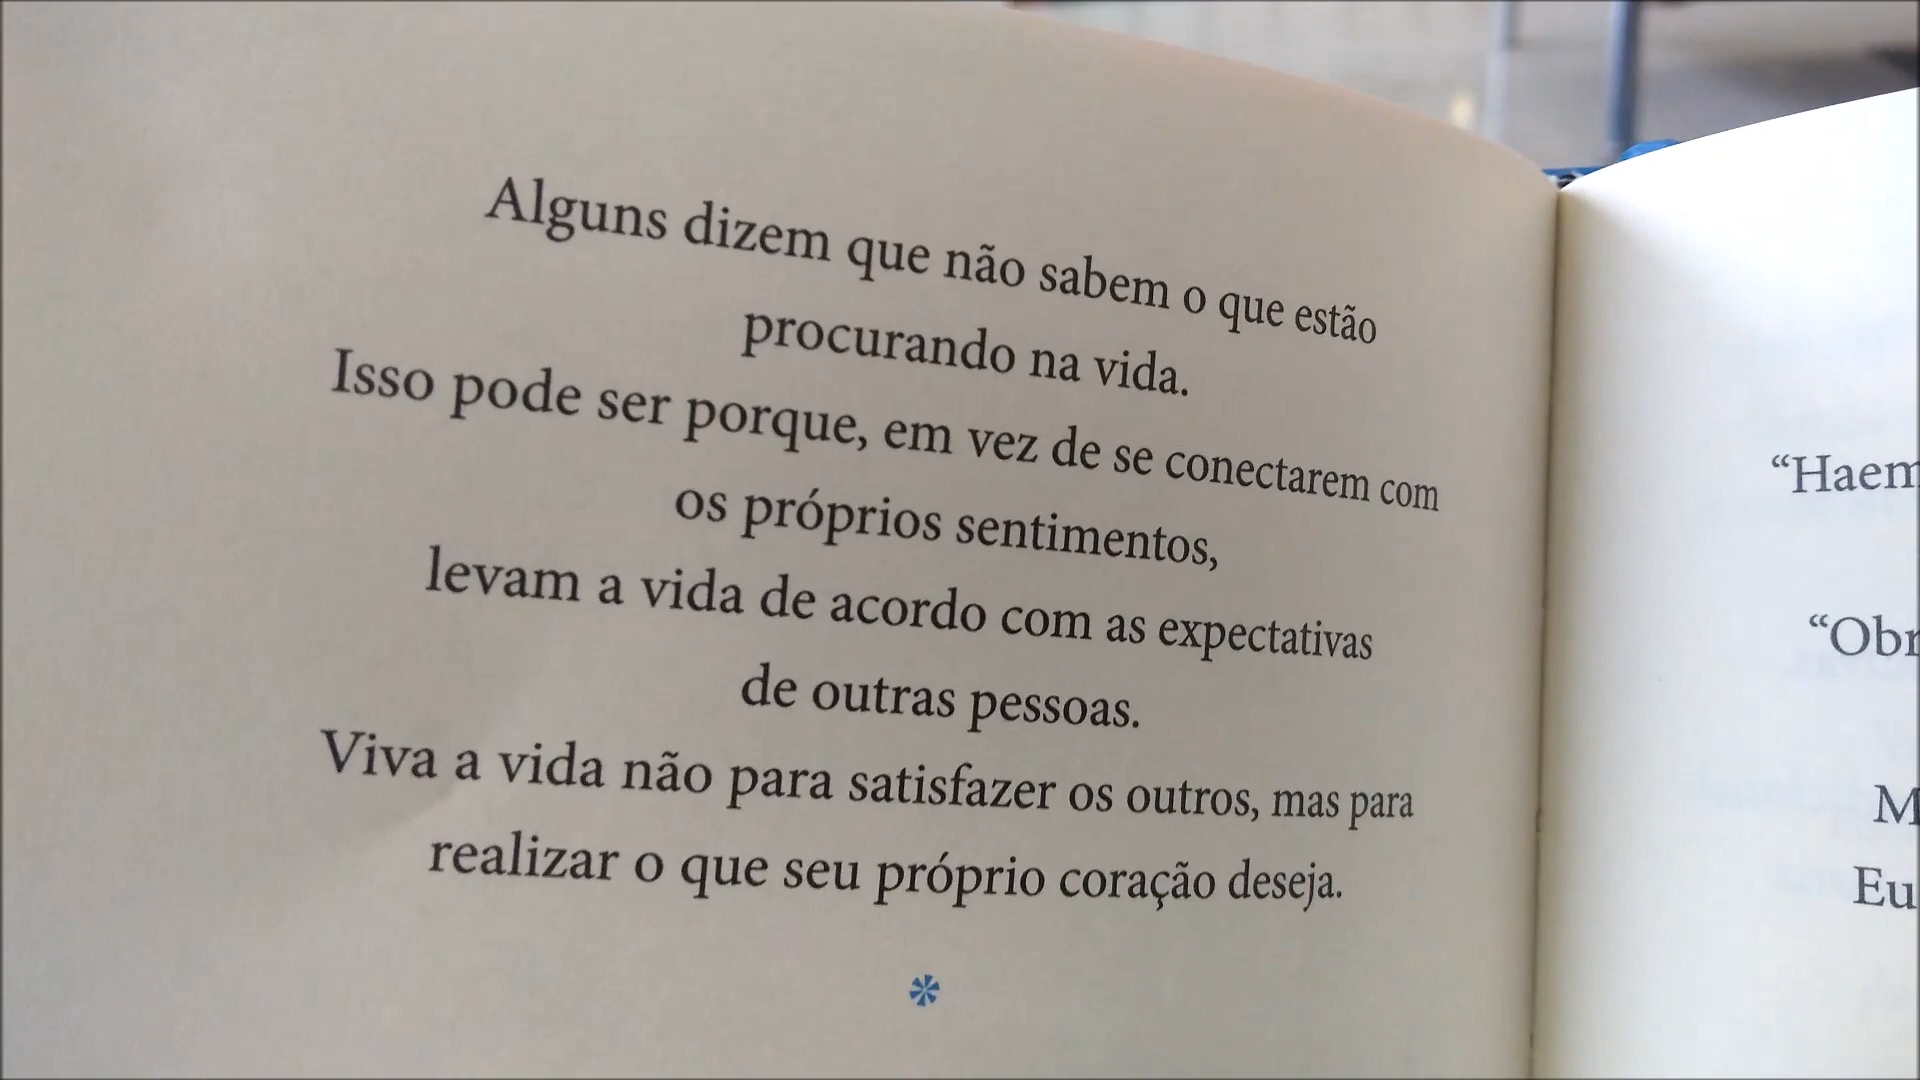 Alguns dizem que não sabem o que estão
procurando na vida.
Isso pode ser porque, em vez de se conectarem com
os próprios sentimentos,
levam a vida de acordo com as expectativas
de outras pessoas.
Viva a vida não para satisfazer os outros, mas para
realizar o que seu próprio coração deseja.
*
“Haem
“Obr
M
Eu